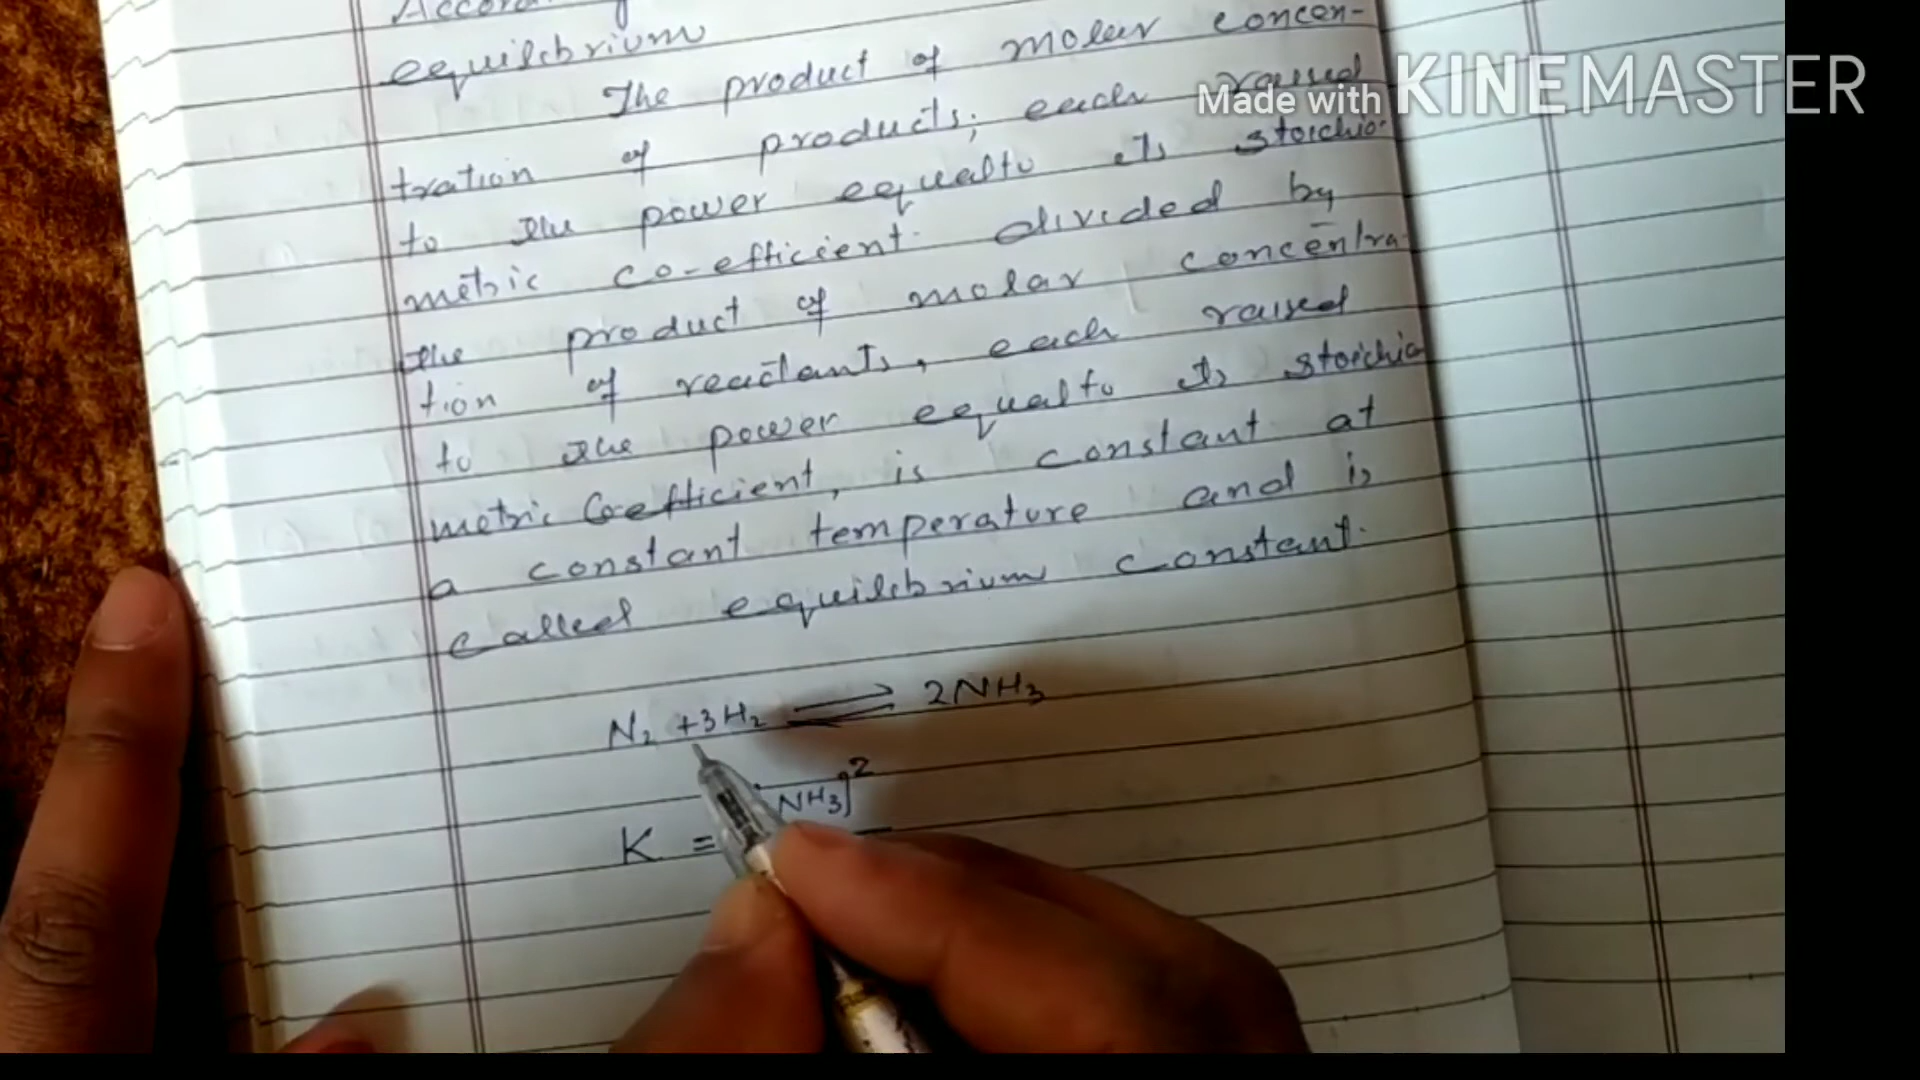 According
equilibrium
The product of molar concen-
tration of products, each raised
to the power equal to its stoichio-
metric co-efficient divided by
the product of molar concentra-
tion of reactants, each raised
to the power equal to its stoichio
metric Coefficient, is constant at
a constant temperature and is
called equilibrium constant.
N₂ + 3H₂ ⇌ 2NH₃
K = [NH₃]²
Made with KINEMASTER